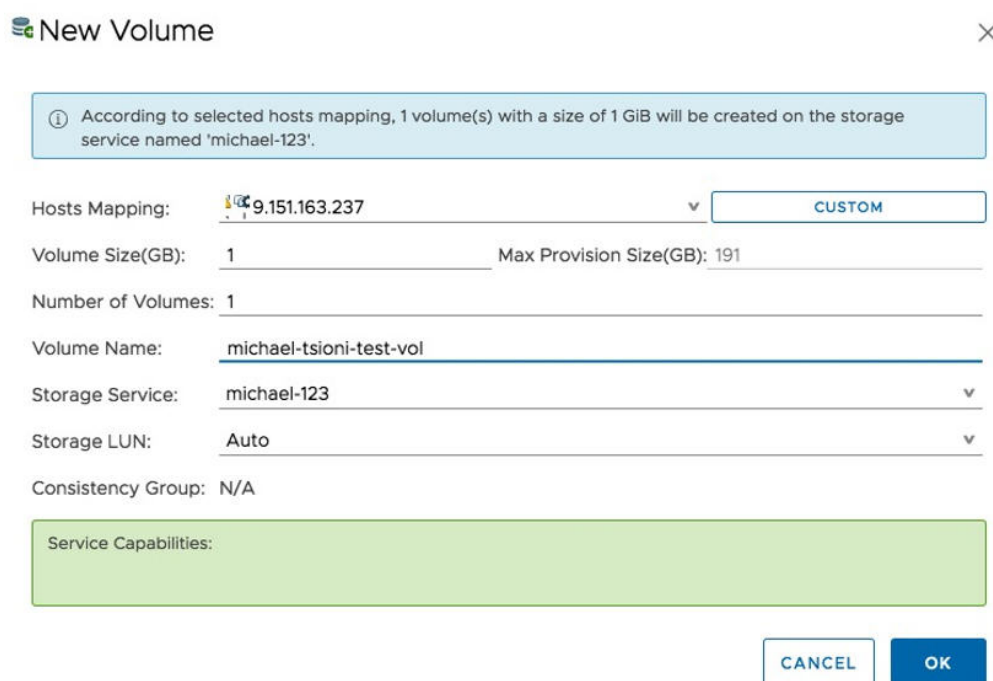 New Volume
According to selected hosts mapping, 1 volume(s) with a size of 1 GiB will be created on the storage
service named 'michael-123'.
Hosts Mapping: 9.151.163.237 CUSTOM
Volume Size(GB): 1 Max Provision Size(GB): 191
Number of Volumes: 1
Volume Name: michael-tsioni-test-vol
Storage Service: michael-123
Storage LUN: Auto
Consistency Group: N/A
Service Capabilities:
CANCEL OK